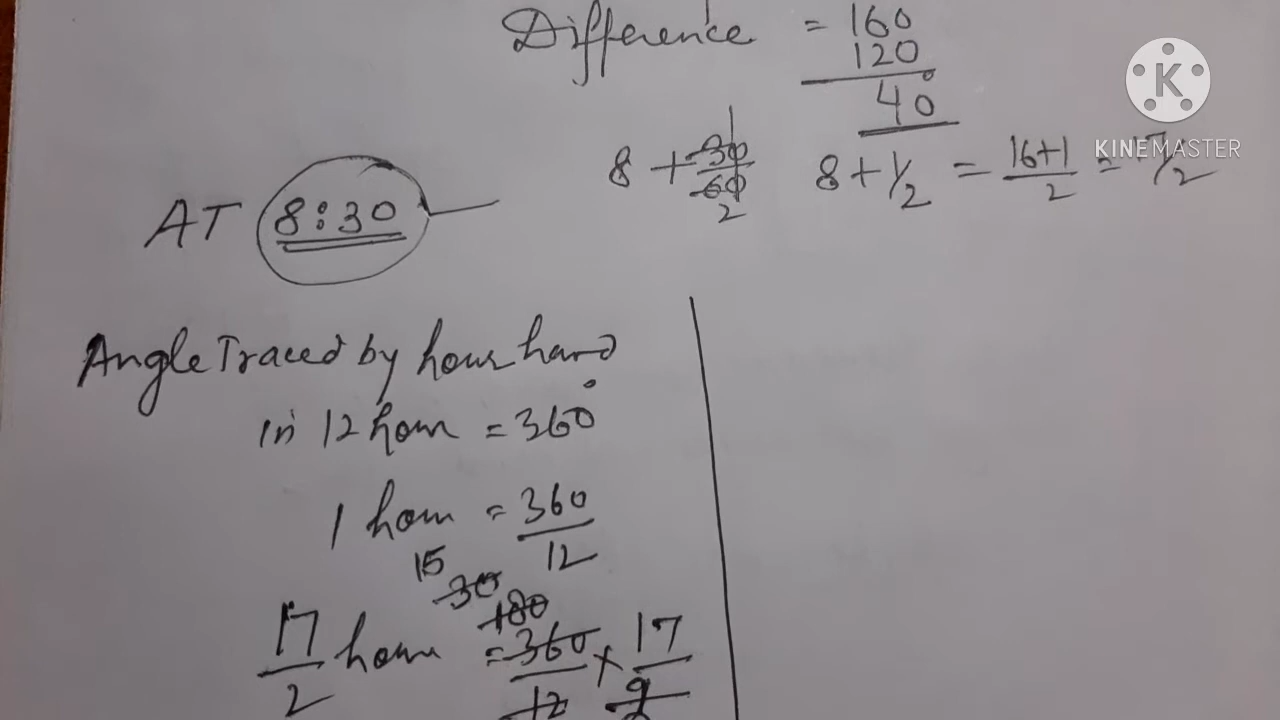 Difference = 160
120
40°
8 + 30/60 8 + 1/2 = 16+1/2 = 17/2
1
2
AT 8:30
Angle Traced by hour hand
in 12 hour = 360°
1 hour = 360/12
15 30 180
17/2 hour = 360/12 × 17/2
K
KINEMASTER